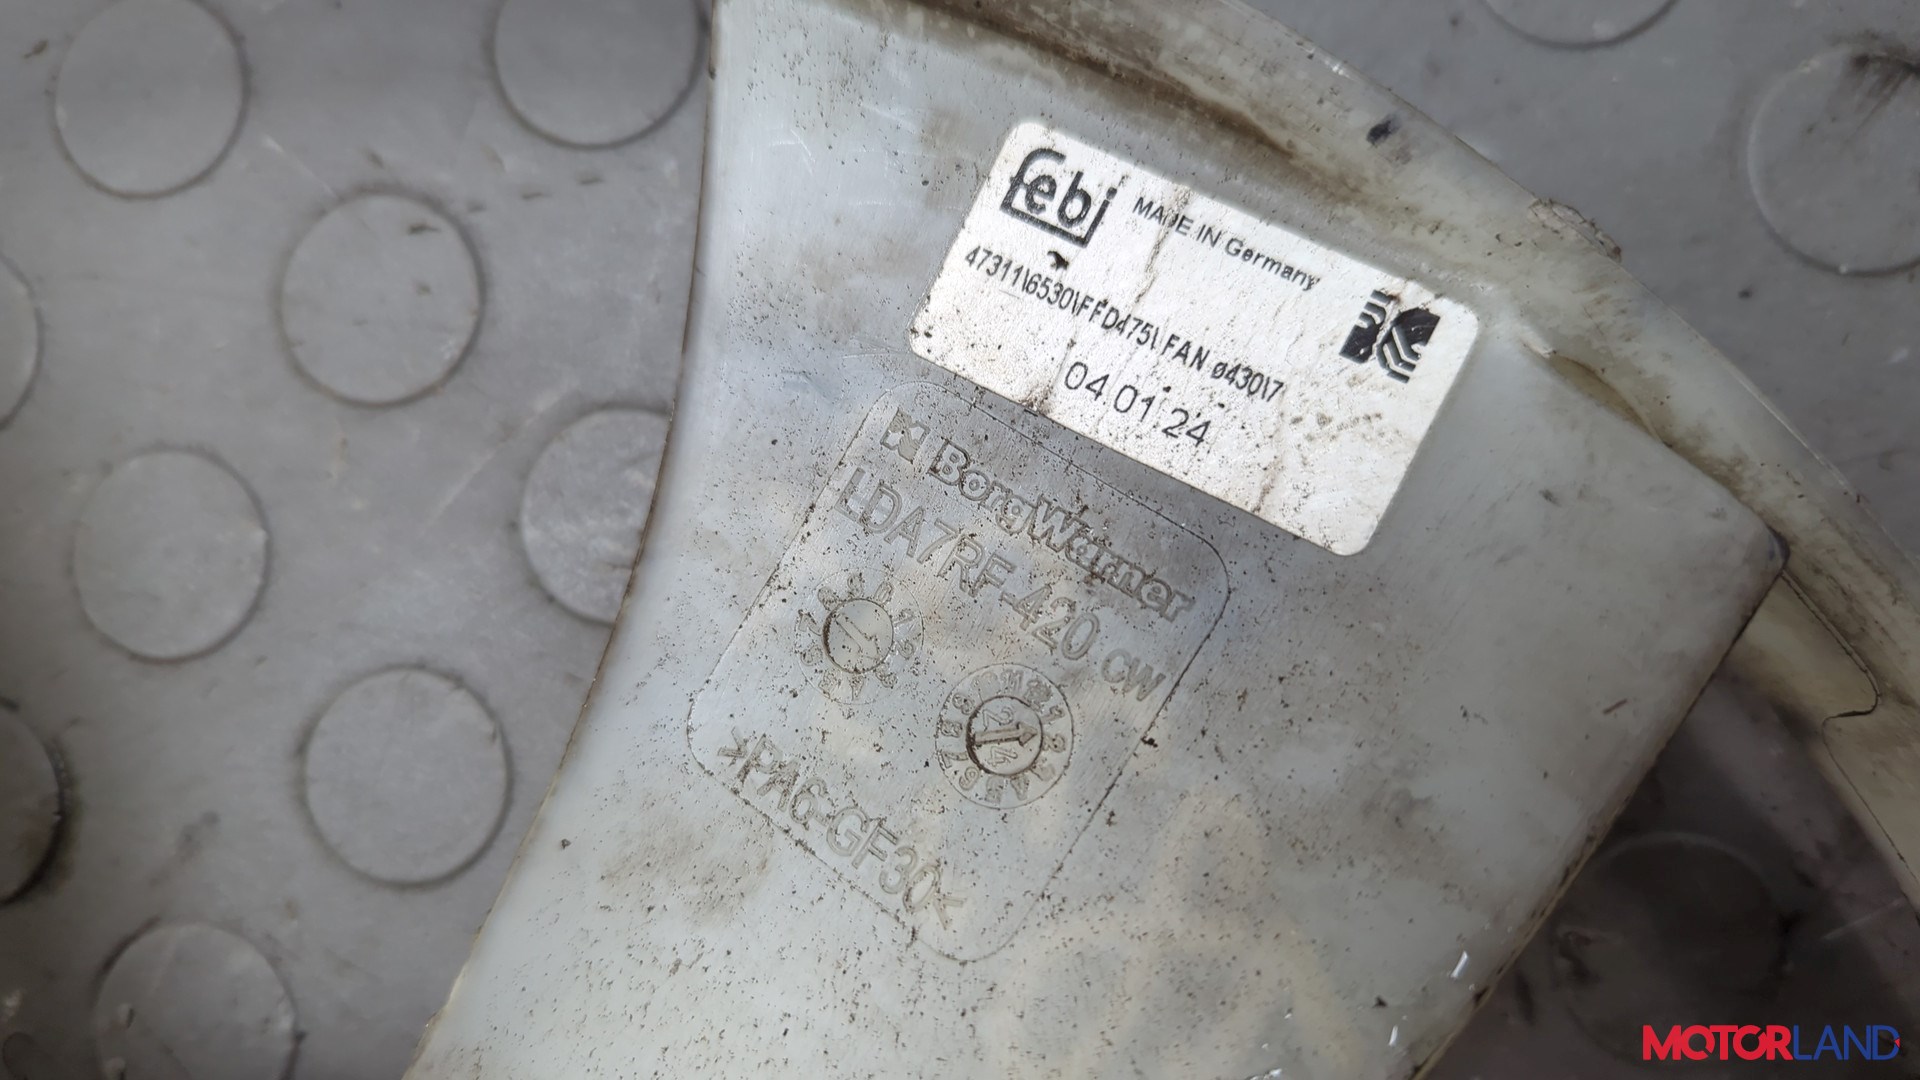 febi MADE IN Germany
47311\6530\FFD475\ FAN ø430\7
04.01.24
BorgWarner
LDA7RF-420 CW
>PA6-GF30<
MOTORLAND